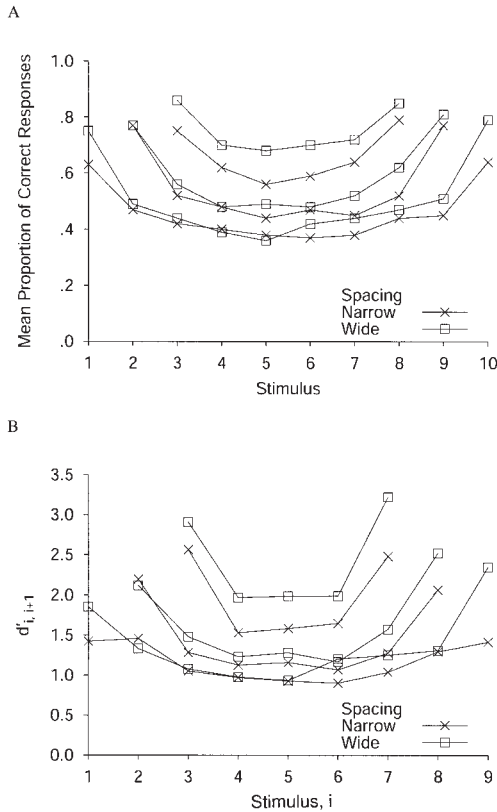 A
Mean Proportion of Correct Responses
1.0
.8
.6
.4
.2
.0
Spacing
Narrow
Wide
1 2 3 4 5 6 7 8 9 10
Stimulus
B
d′i, i+1
3.5
3.0
2.5
2.0
1.5
1.0
0.5
0.0
Spacing
Narrow
Wide
1 2 3 4 5 6 7 8 9
Stimulus, i